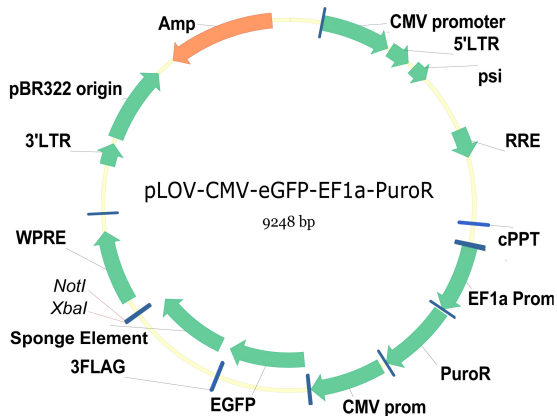 Amp
CMV promoter
5'LTR
psi
pBR322 origin
3'LTR
RRE
pLOV-CMV-eGFP-EF1a-PuroR
9248 bp
cPPT
WPRE
NotI
XbaI
EF1a Prom
Sponge Element
3FLAG
PuroR
EGFP
CMV prom